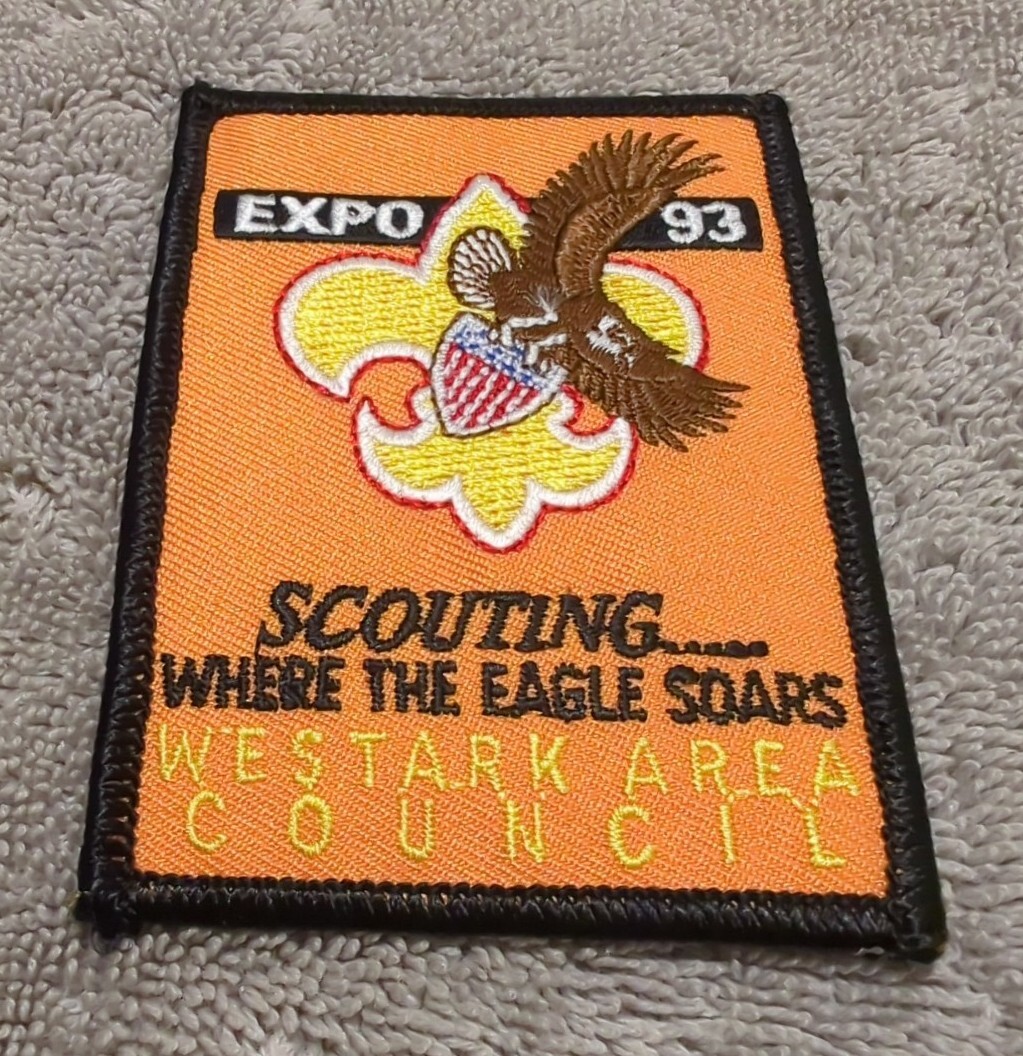 EXPO 93
SCOUTING.....
WHERE THE EAGLE SOARS
WESTARK AREA
COUNCIL